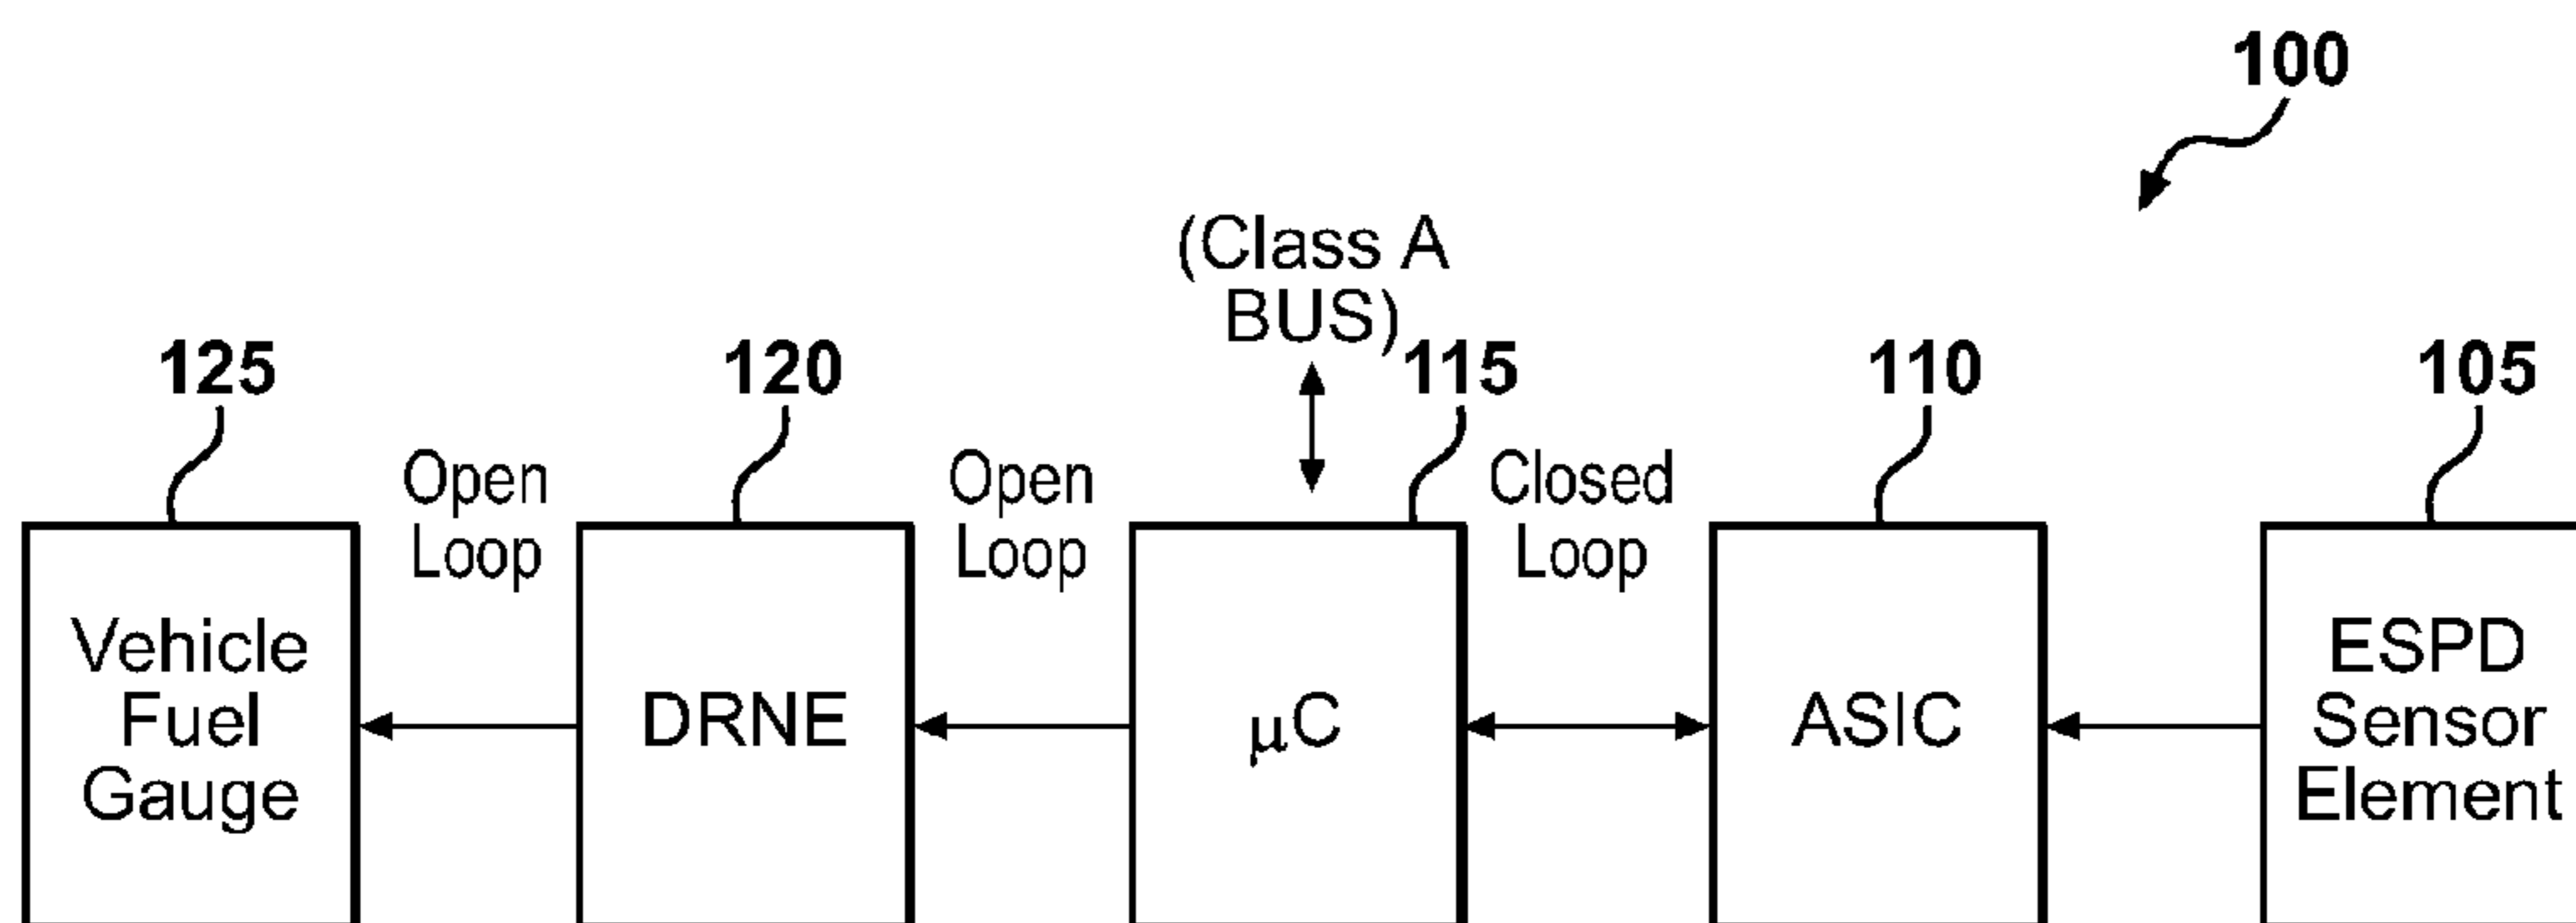 100
(Class A
BUS)
125
120
115
110
105
Open
Loop
Open
Loop
Closed
Loop
Vehicle
Fuel
Gauge
DRNE
μC
ASIC
ESPD
Sensor
Element